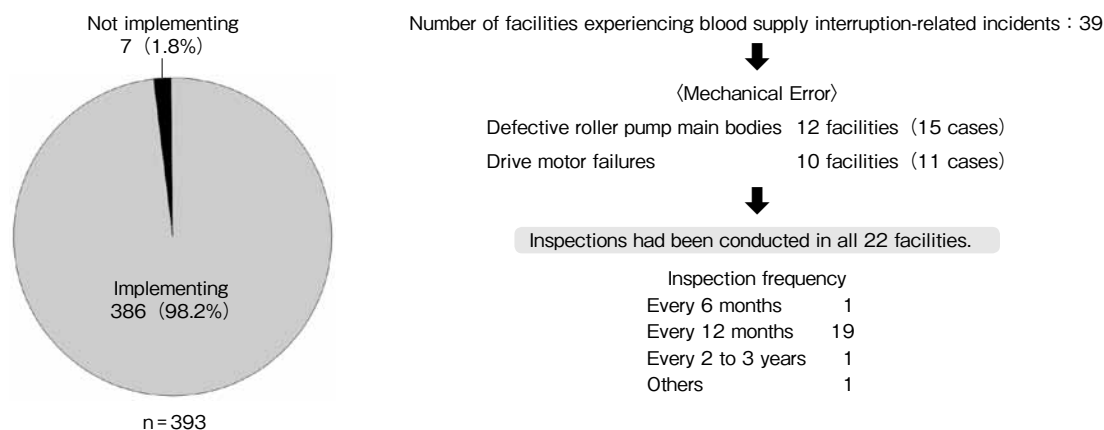 Not implementing
7 (1.8%)
Implementing
386 (98.2%)
n=393
Number of facilities experiencing blood supply interruption-related incidents : 39
〈Mechanical Error〉
Defective roller pump main bodies 12 facilities (15 cases)
Drive motor failures 10 facilities (11 cases)
Inspections had been conducted in all 22 facilities.
Inspection frequency
Every 6 months 1
Every 12 months 19
Every 2 to 3 years 1
Others 1